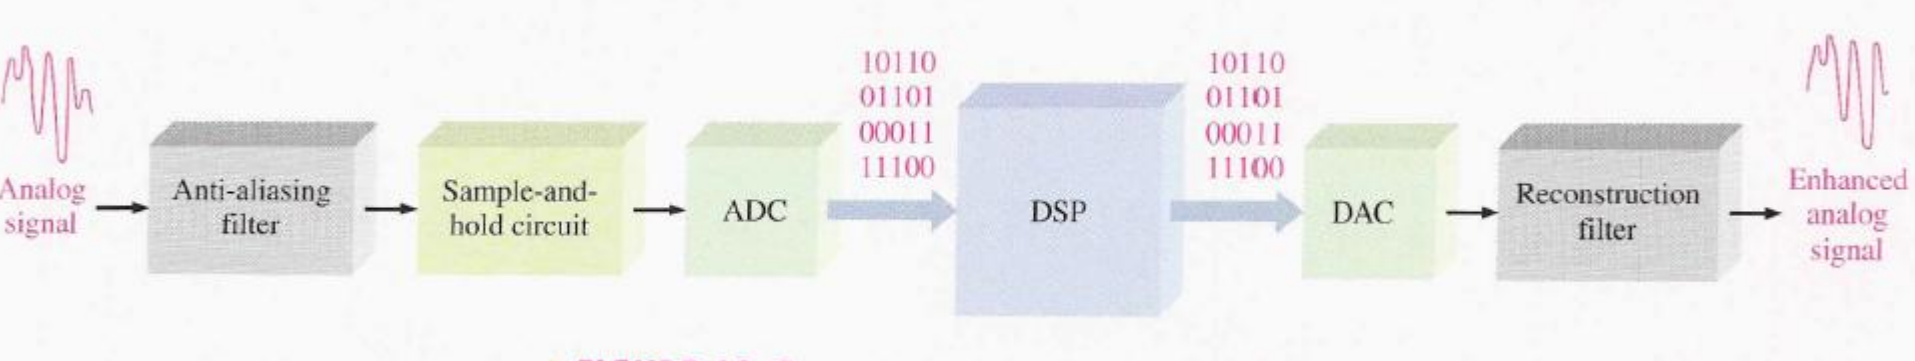 Analog
signal
Anti-aliasing
filter
Sample-and-
hold circuit
ADC
10110
01101
00011
11100
DSP
10110
01101
00011
11100
DAC
Reconstruction
filter
Enhanced
analog
signal